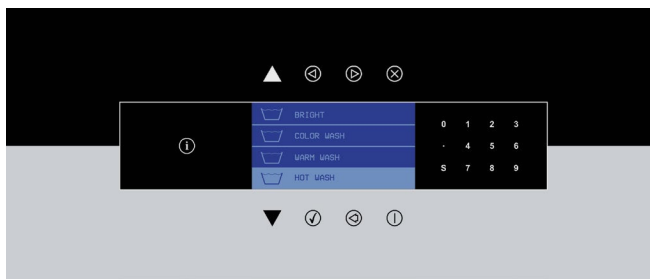 BRIGHT
COLOR WASH
WARM WASH
HOT WASH
0 1 2 3
. 4 5 6
S 7 8 9